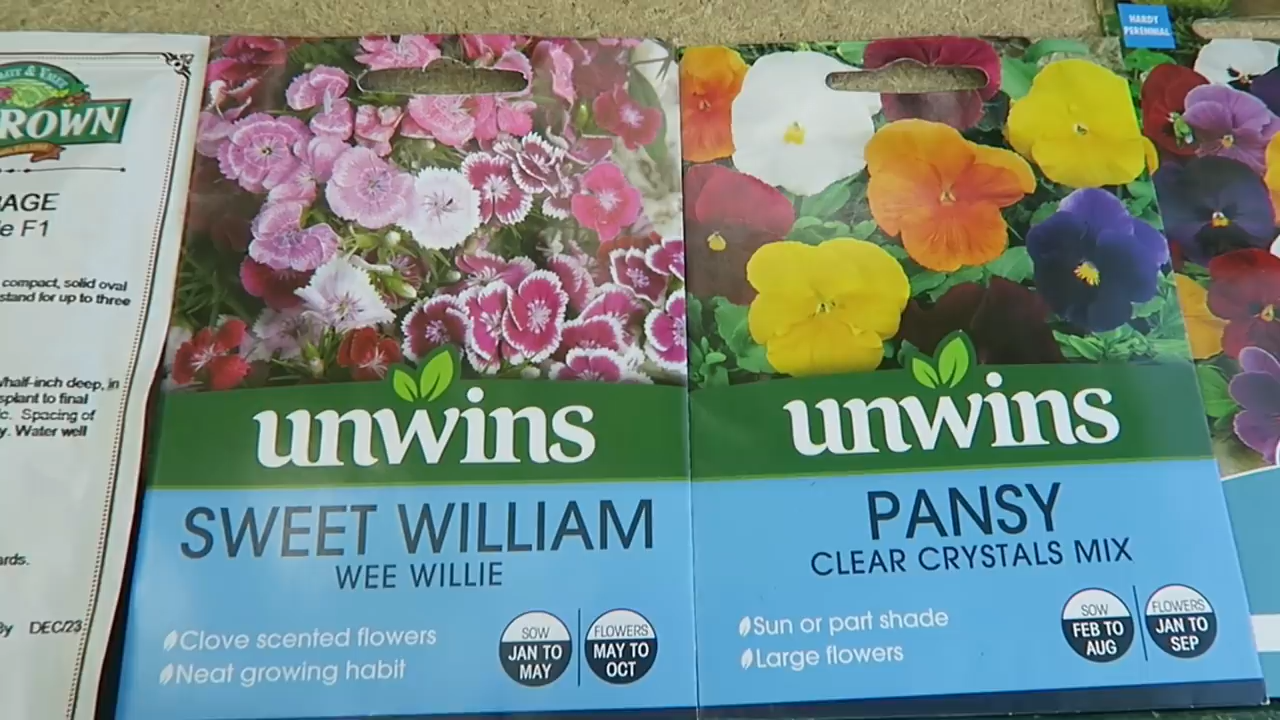 ROWN
AGE
e F1
compact, solid oval
stand for up to three
half-inch deep, in
splant to final
c. Spacing of
y. Water well
ards.
By DEC/23
unwins
SWEET WILLIAM
WEE WILLIE
Clove scented flowers
Neat growing habit
SOW
JAN TO
MAY
FLOWERS
MAY TO
OCT
unwins
PANSY
CLEAR CRYSTALS MIX
Sun or part shade
Large flowers
SOW
FEB TO
AUG
FLOWERS
JAN TO
SEP
HARDY
PERENNIAL